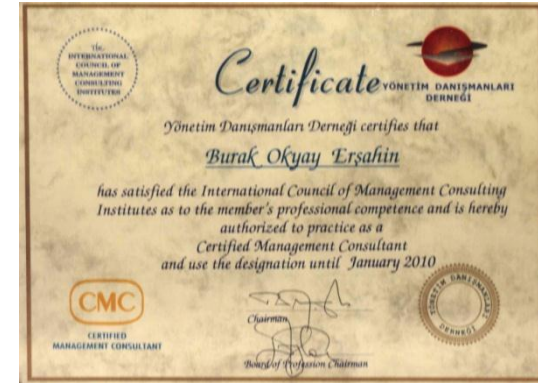 The
INTERNATIONAL
COUNCIL OF
MANAGEMENT
CONSULTING
INSTITUTES
Certificate
YÖNETİM DANIŞMANLARI
DERNEĞİ
Yönetim Danışmanları Derneği certifies that
Burak Okyay Erşahin
has satisfied the International Council of Management Consulting
Institutes as to the member's professional competence and is hereby
authorized to practice as a
Certified Management Consultant
and use the designation until January 2010
CMC
CERTIFIED
MANAGEMENT CONSULTANT
Chairman
Board of Profession Chairman
YÖNETİM DANIŞMANLARI
DERNEĞİ